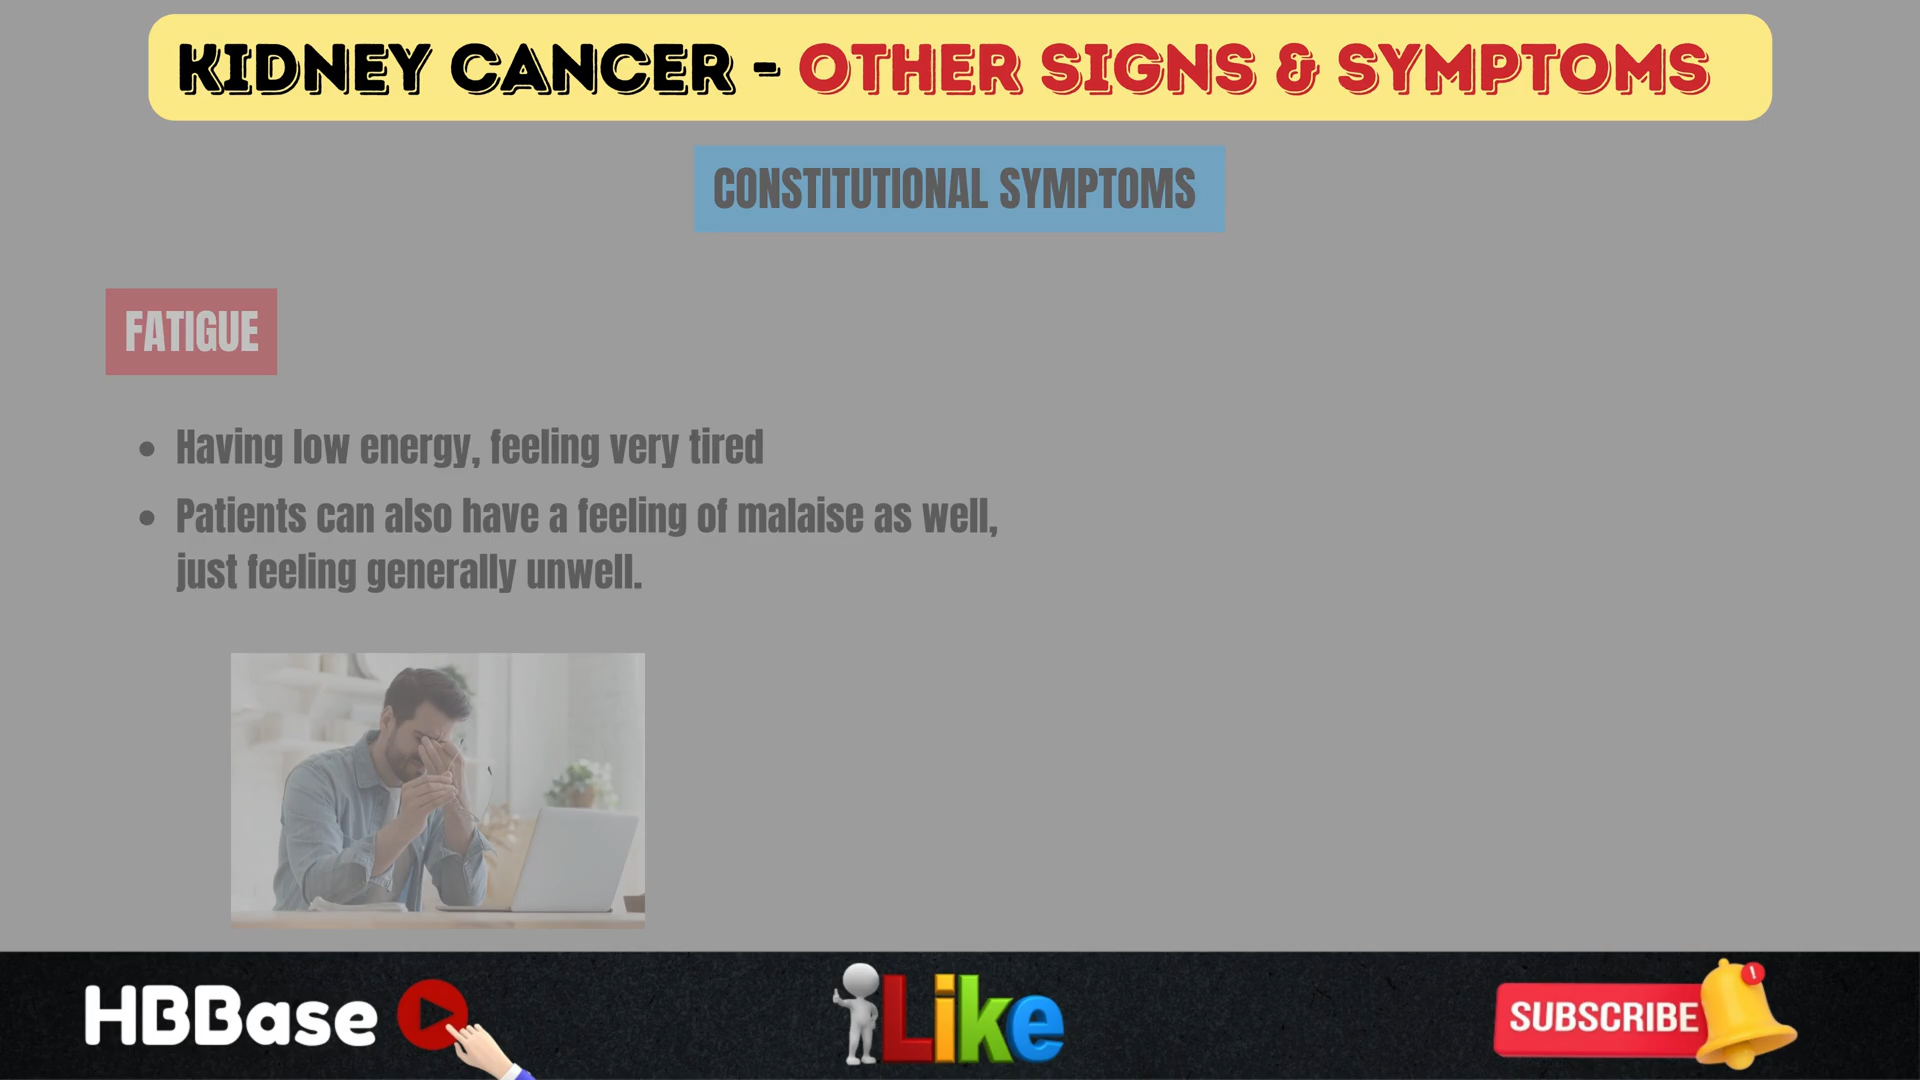 KIDNEY CANCER - OTHER SIGNS & SYMPTOMS
CONSTITUTIONAL SYMPTOMS
FATIGUE
• Having low energy, feeling very tired
• Patients can also have a feeling of malaise as well,
just feeling generally unwell.
HBBase
Like
SUBSCRIBE
!